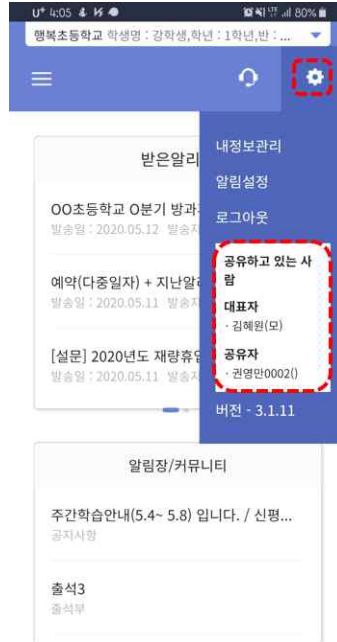 U+ 4:05
LTE 80%
행복초등학교 학생명 : 강학생,학년 : 1학년,반 : ...
받은알리
OO초등학교 O분기 방과
발송일 : 2020.05.12 발송자
예약(다중일자) + 지난알
발송일 : 2020.05.11 발송자
[설문] 2020년도 재량휴업
발송일 : 2020.05.11 발송자
내정보관리
알림설정
로그아웃
공유하고 있는 사
람
대표자
· 김혜원(모)
공유자
· 권영만0002()
버전 - 3.1.11
알림장/커뮤니티
주간학습안내(5.4~ 5.8) 입니다. / 신평...
공지사항
출석3
출석부